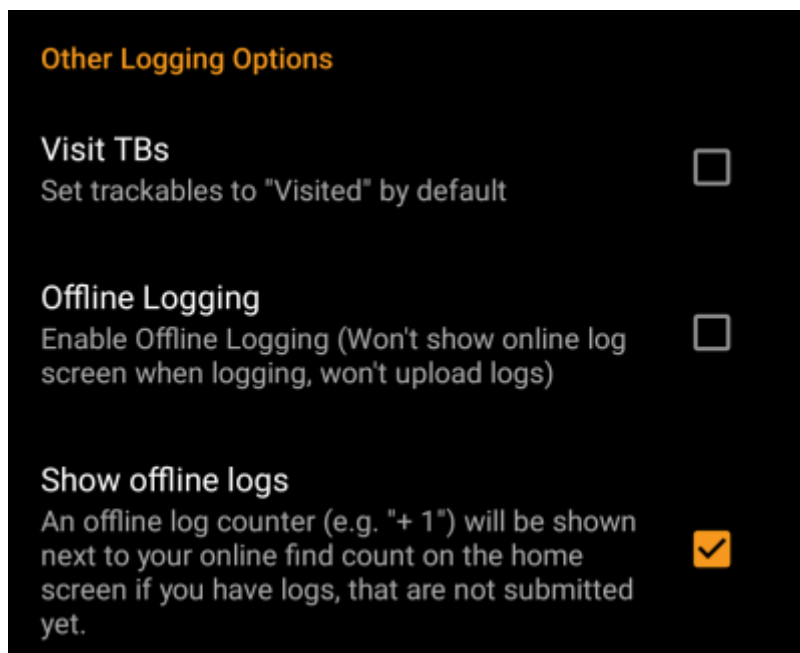 Other Logging Options
Visit TBs
Set trackables to "Visited" by default
Offline Logging
Enable Offline Logging (Won't show online log
screen when logging, won't upload logs)
Show offline logs
An offline log counter (e.g. "+ 1") will be shown
next to your online find count on the home
screen if you have logs, that are not submitted
yet.